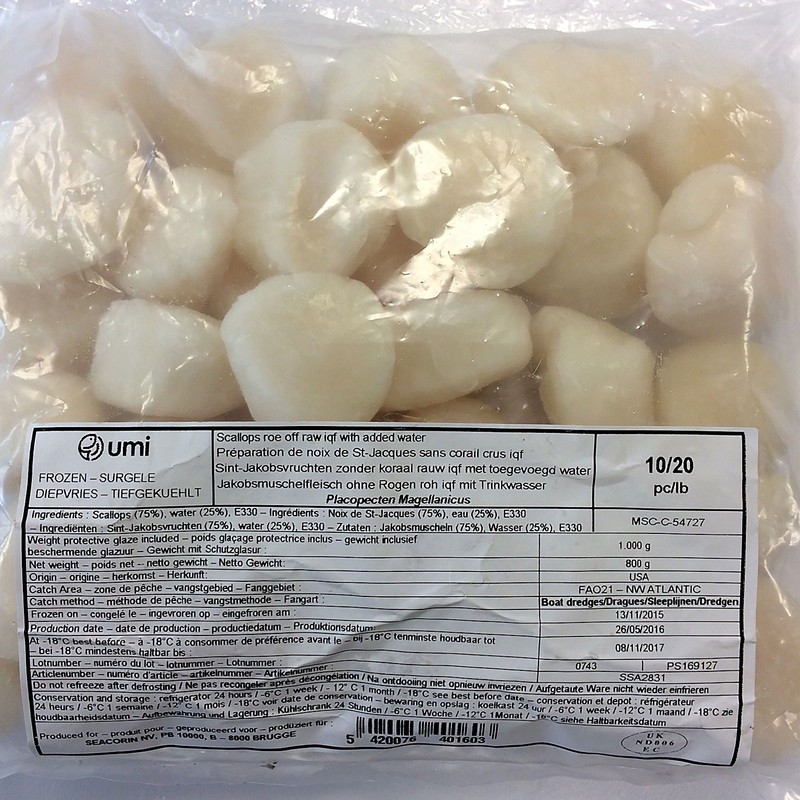 umi
FROZEN – SURGELE
DIEPVRIES – TIEFGEKUEHLT
Scallops roe off raw iqf with added water
Préparation de noix de St-Jacques sans corail crus iqf
Sint-Jakobsvruchten zonder koraal rauw iqf met toegevoegd water
Jakobsmuschelfleisch ohne Rogen roh iqf mit Trinkwasser
Placopecten Magellanicus
10/20
pc/lb
Ingredients: Scallops (75%), water (25%), E330 – Ingrédients : Noix de St-Jacques (75%), eau (25%), E330
– Ingrediënten : Sint-Jakobsvruchten (75%), water (25%), E330 – Zutaten : Jakobsmuscheln (75%), Wasser (25%), E330
MSC-C-54727
Weight protective glaze included – poids glaçage protectrice inclus – gewicht inclusief
beschermende glazuur – Gewicht mit Schutzglasur :
1.000 g
Net weight – poids net -- netto gewicht – Netto Gewicht:
800 g
Origin – origine – herkomst – Herkunft:
USA
Catch Area – zone de pêche – vangstgebied – Fanggebiet :
FAO21 – NW ATLANTIC
Catch method – méthode de pêche – vangstmethode – Fangart :
Boat dredges/Dragues/Sleeplijnen/Dredgen
Frozen on – congelé le – ingevroren op – eingefroren am :
13/11/2015
Production date – date de production – productiedatum – Produktionsdatum
26/05/2016
At -18°C best before – à -18°C à consommer de préférence avant le – bij -18°C tenminste houdbaar tot
– bei -18°C mindestens haltbar bis :
08/11/2017
Lotnumber – numéro du lot – lotnummer – Lotnummer :
0743 PS169127
Articlenumber – numéro d'article – artikelnummer – Artikelnummer :
SSA2831
Do not refreeze after defrosting / Ne pas recongeler après décongélation / Na ontdooiing niet opnieuw invriezen / Aufgetaute Ware nicht wieder einfrieren
Conservation and storage : refrigerator 24 hours / -6°C 1 week / - 12° C 1 month / -18°C see best before date – conservation et depot : réfrigérateur
24 heurs / -6°C 1 semaine / -12°C 1 mois / -18°C voir date de conservation – bewaring en opslag : koelkast 24 uur / -6°C 1 week / -12°C 1 maand / -18°C zie
houdbaarheidsdatum – Aufbewahrung und Lagerung : Kühlschrank 24 Stunden / -6°C 1 Woche / -12°C 1Monat / -18°C siehe Haltbarkeitsdatum
Produced for – produit pour – geproduceerd voor – produziert für :
SEACORIN NV, PB 10000, B – 8000 BRUGGE
5 420076 401603
UK
ND006
EC